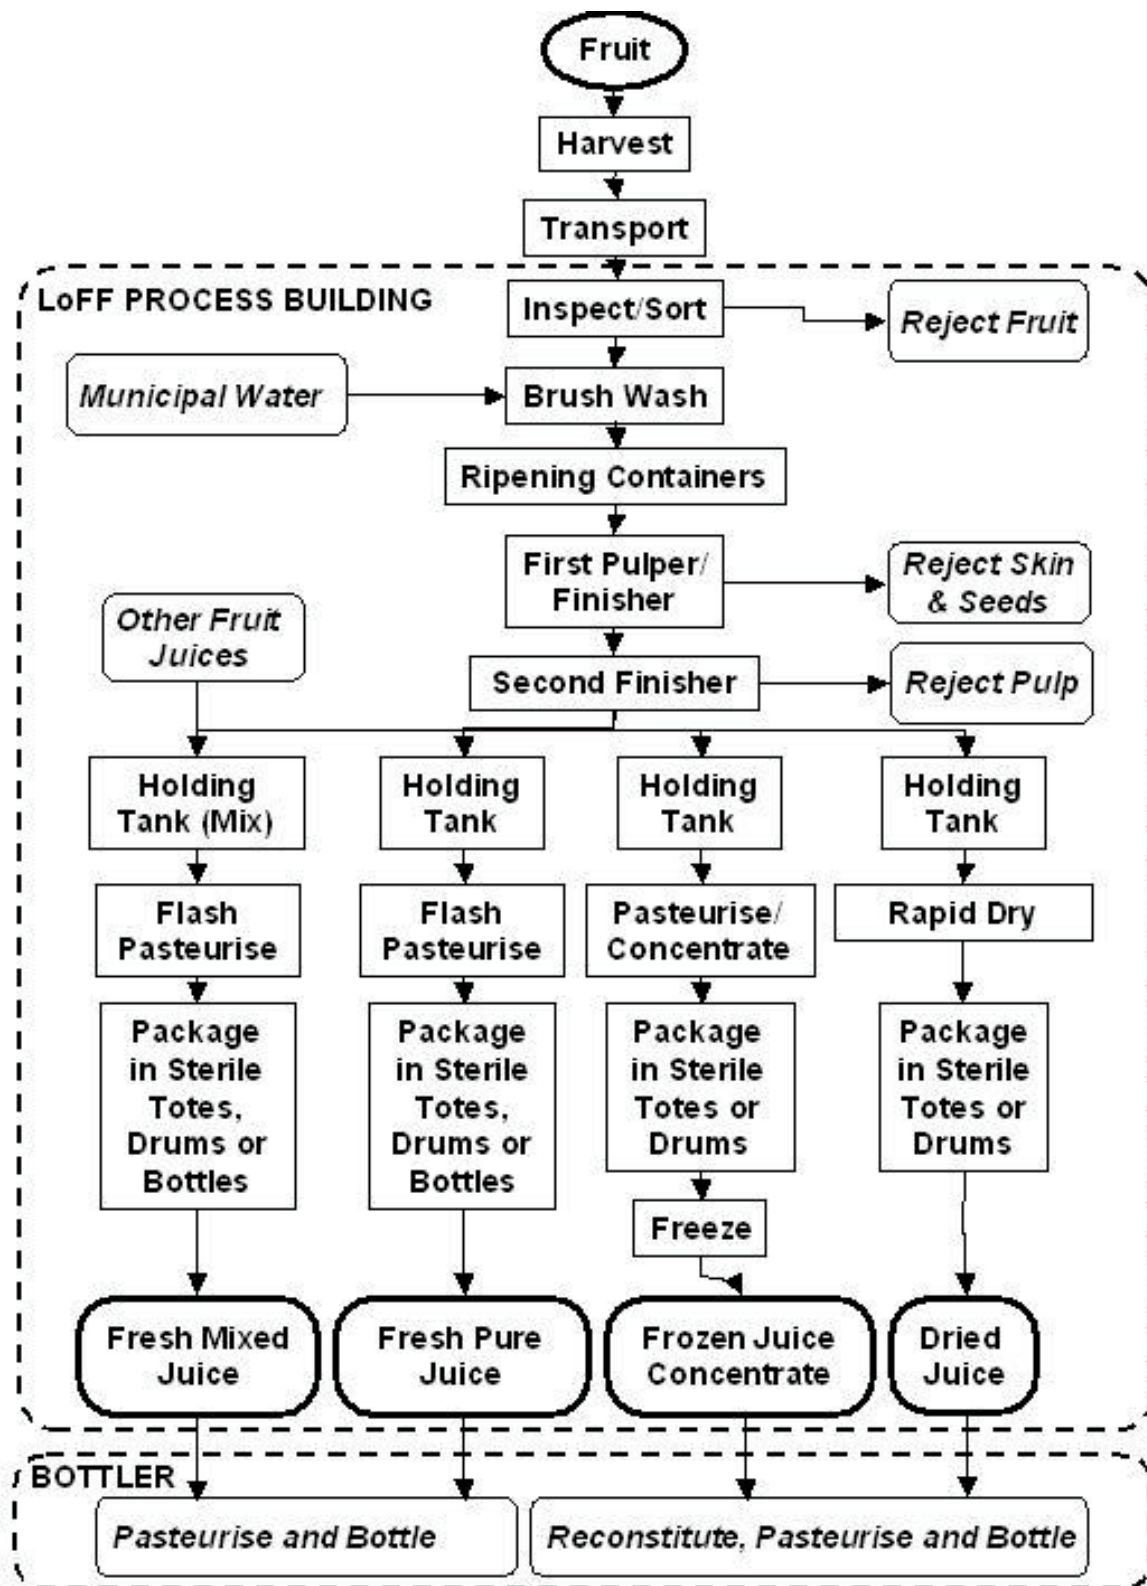 Fruit
Harvest
Transport
LoFF PROCESS BUILDING
Inspect/Sort
Reject Fruit
Municipal Water
Brush Wash
Ripening Containers
First Pulper/
Finisher
Reject Skin
& Seeds
Other Fruit
Juices
Second Finisher
Reject Pulp
Holding
Tank (Mix)
Holding
Tank
Holding
Tank
Holding
Tank
Flash
Pasteurise
Flash
Pasteurise
Pasteurise/
Concentrate
Rapid Dry
Package
in Sterile
Totes,
Drums or
Bottles
Package
in Sterile
Totes,
Drums or
Bottles
Package
in Sterile
Totes or
Drums
Package
in Sterile
Totes or
Drums
Freeze
Fresh Mixed
Juice
Fresh Pure
Juice
Frozen Juice
Concentrate
Dried
Juice
BOTTLER
Pasteurise and Bottle
Reconstitute, Pasteurise and Bottle